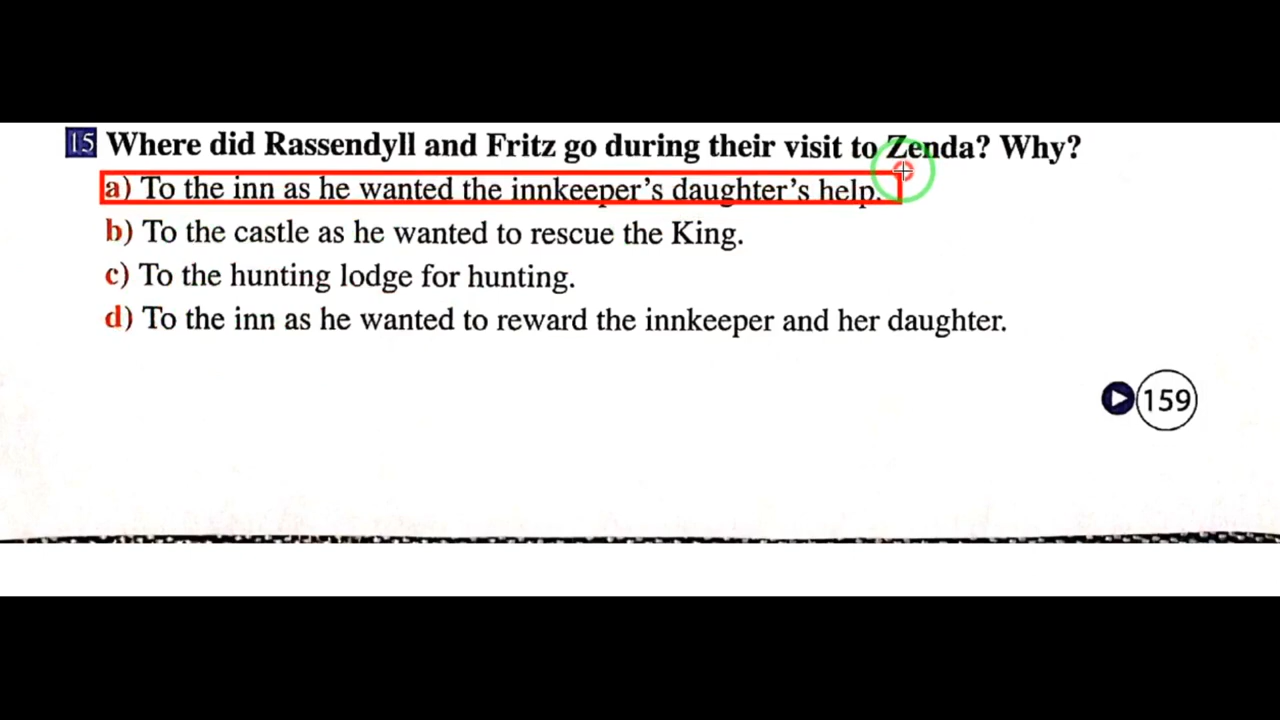 15 Where did Rassendyll and Fritz go during their visit to Zenda? Why?
a) To the inn as he wanted the innkeeper's daughter's help.
b) To the castle as he wanted to rescue the King.
c) To the hunting lodge for hunting.
d) To the inn as he wanted to reward the innkeeper and her daughter.
159